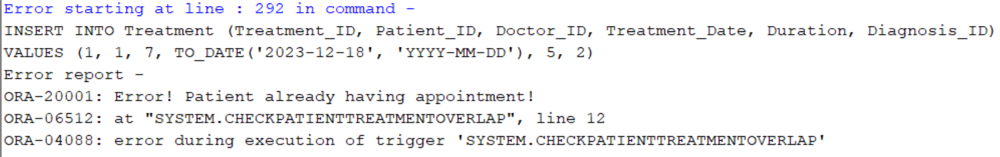 Error starting at line : 292 in command -
INSERT INTO Treatment (Treatment_ID, Patient_ID, Doctor_ID, Treatment_Date, Duration, Diagnosis_ID)
VALUES (1, 1, 7, TO_DATE('2023-12-18', 'YYYY-MM-DD'), 5, 2)
Error report -
ORA-20001: Error! Patient already having appointment!
ORA-06512: at "SYSTEM.CHECKPATIENTTREATMENTOVERLAP", line 12
ORA-04088: error during execution of trigger 'SYSTEM.CHECKPATIENTTREATMENTOVERLAP'